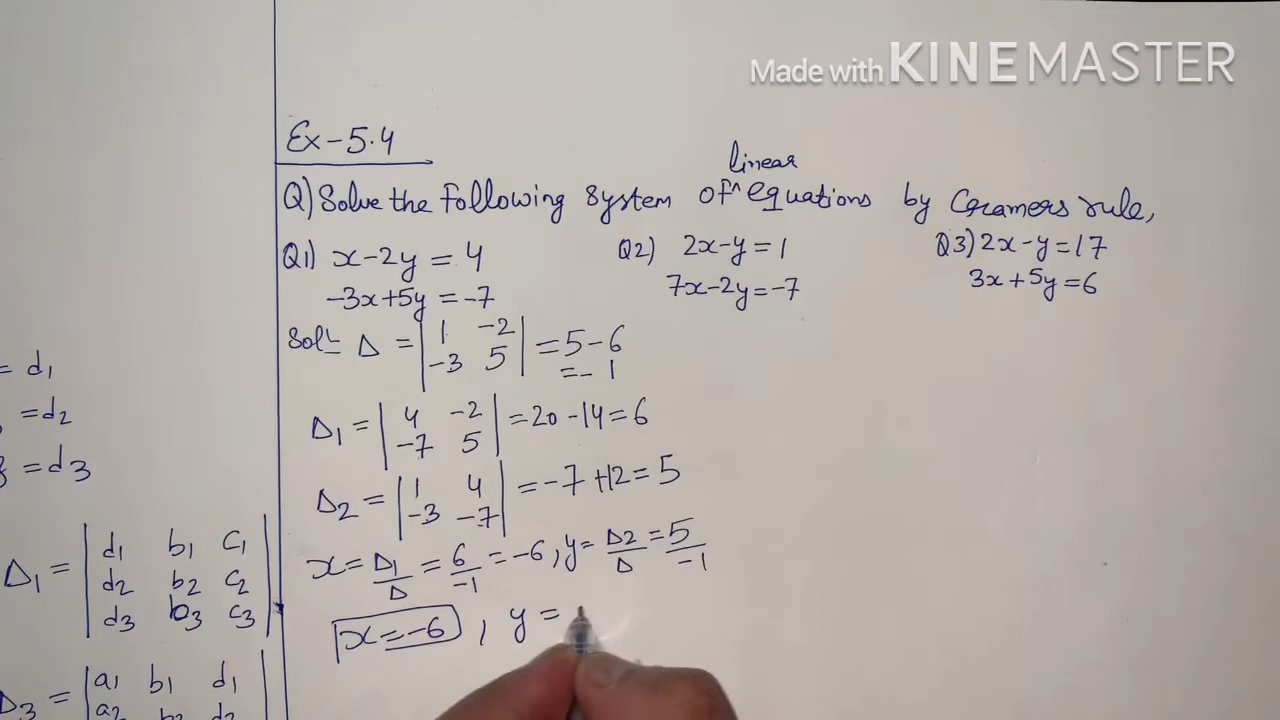 Made with KINEMASTER
Ex-5.4
linear
Q) Solve the following system of^ equations by Cramers rule,
Q1) x-2y = 4
-3x+5y = -7
Q2) 2x-y = 1
7x-2y = -7
Q3) 2x-y = 17
3x+5y = 6
Sol:- Δ = | 1 -2 | = 5-6
| -3 5 |
= -1
Δ1 = | 4 -2 | = 20 -14 = 6
| -7 5 |
Δ2 = | 1 4 | = -7 +12 = 5
| -3 -7 |
x = Δ1/Δ = 6/-1 = -6, y = Δ2/Δ = 5/-1
x = -6 , y =
= d1
= d2
= d3
Δ1 = | d1 b1 c1 |
| d2 b2 c2 |
| d3 b3 c3 |
Δ3 = | a1 b1 d1 |